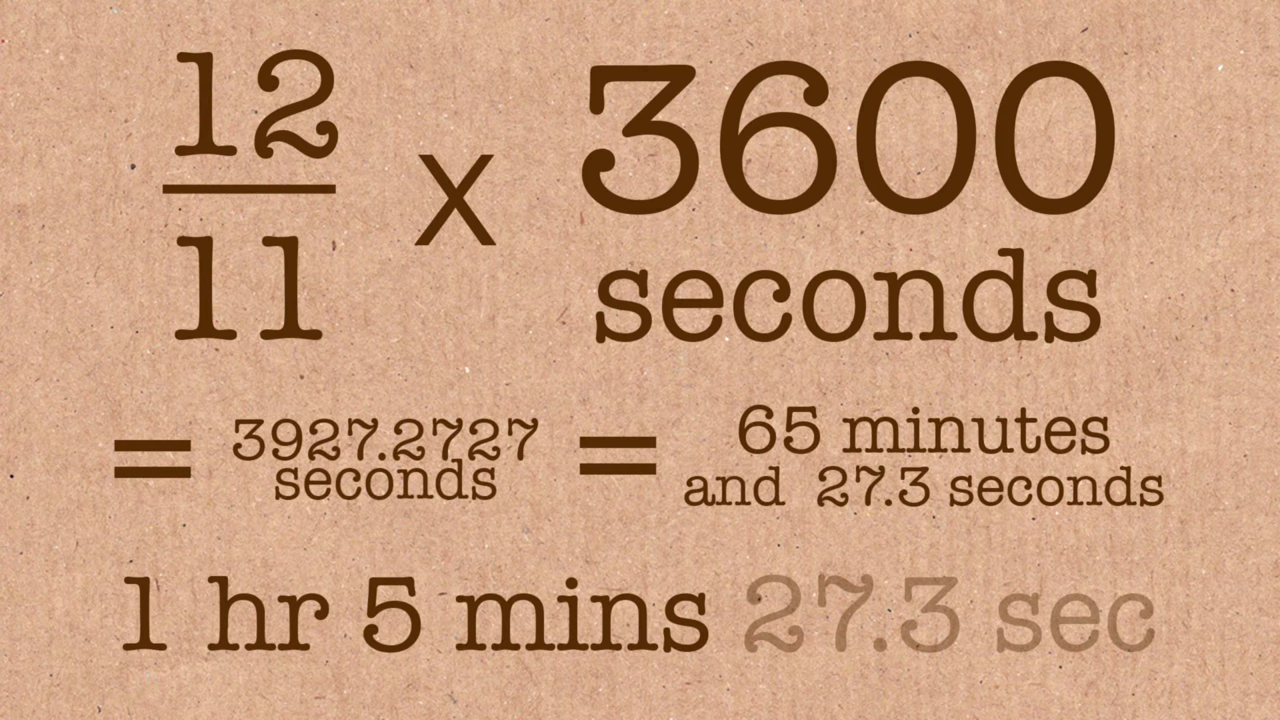 12/11 x 3600 seconds
= 3927.2727 seconds = 65 minutes and 27.3 seconds
1 hr 5 mins 27.3 sec